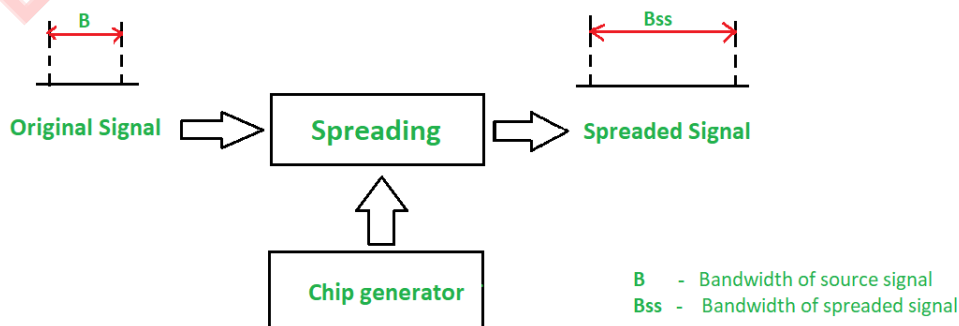 B
Bss
Original Signal
Spreading
Spreaded Signal
Chip generator
B - Bandwidth of source signal
Bss - Bandwidth of spreaded signal